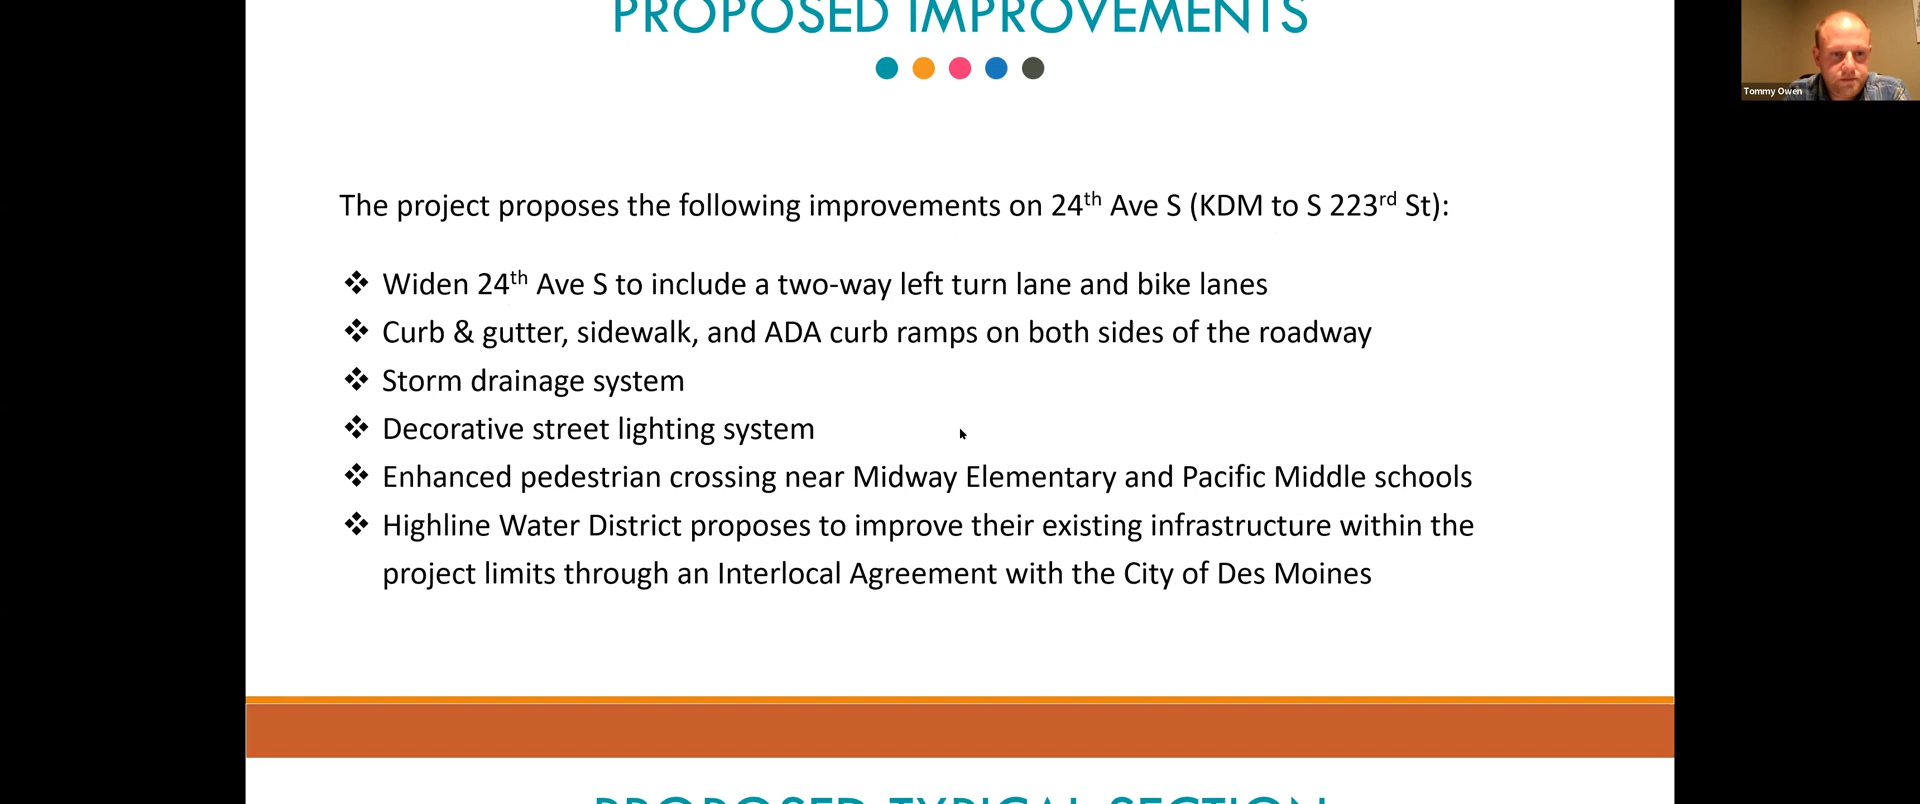 PROPOSED IMPROVEMENTS
Tommy Owen
The project proposes the following improvements on 24th Ave S (KDM to S 223rd St):
❖ Widen 24th Ave S to include a two-way left turn lane and bike lanes
❖ Curb & gutter, sidewalk, and ADA curb ramps on both sides of the roadway
❖ Storm drainage system
❖ Decorative street lighting system
❖ Enhanced pedestrian crossing near Midway Elementary and Pacific Middle schools
❖ Highline Water District proposes to improve their existing infrastructure within the
project limits through an Interlocal Agreement with the City of Des Moines
PROPOSED TYPICAL SECTION